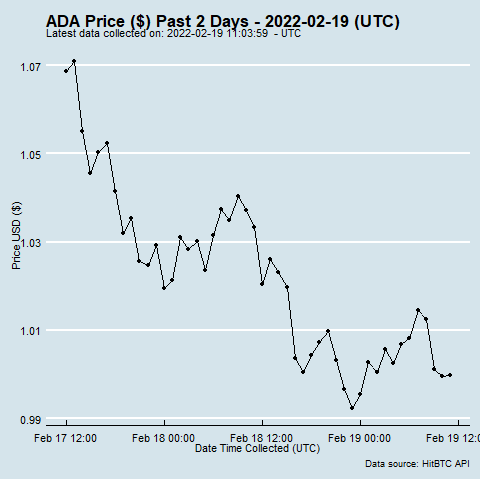 ADA Price ($) Past 2 Days - 2022-02-19 (UTC)
Latest data collected on: 2022-02-19 11:03:59 - UTC
1.07
1.05
1.03
1.01
0.99
Price USD ($)
Feb 17 12:00 Feb 18 00:00 Feb 18 12:00 Feb 19 00:00 Feb 19 12:0
Date Time Collected (UTC)
Data source: HitBTC API